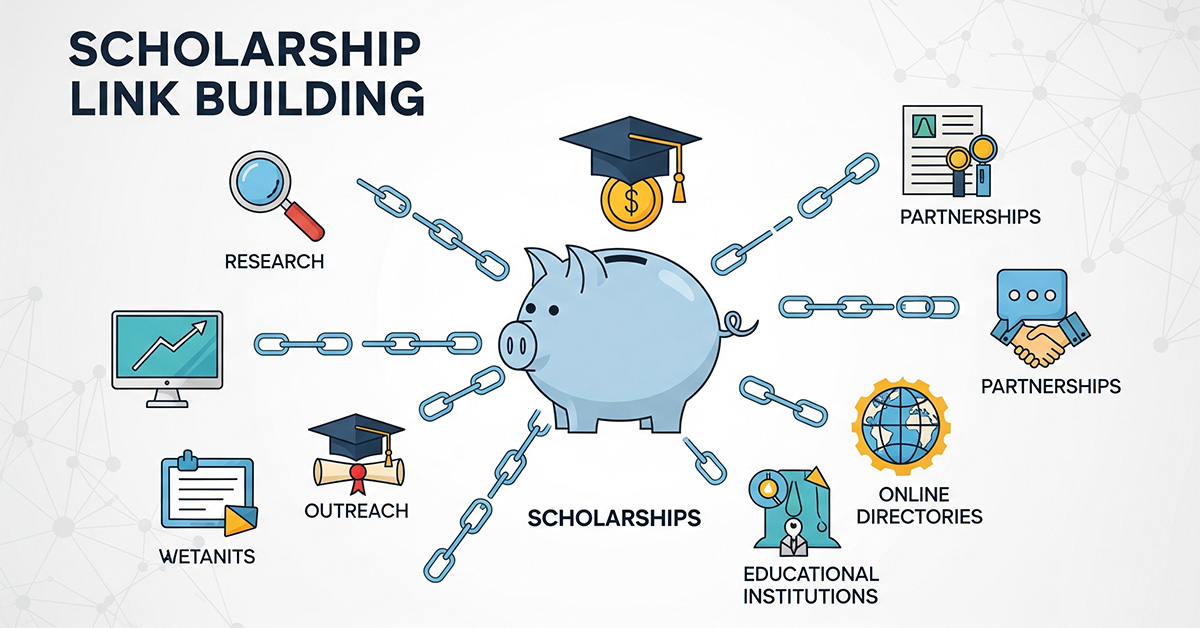 SCHOLARSHIP
LINK BUILDING
$
RESEARCH
PARTNERSHIPS
PARTNERSHIPS
OUTREACH
WETANITS
SCHOLARSHIPS
ONLINE
DIRECTORIES
EDUCATIONAL
INSTITUTIONS